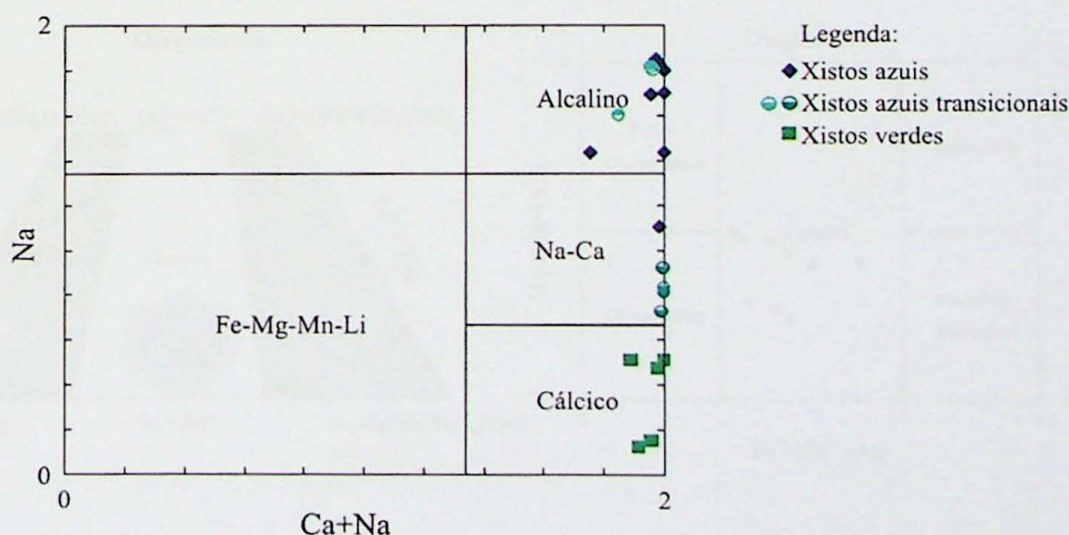 2
Legenda:
Xistos azuis
Xistos azuis transicionais
Xistos verdes
Alcalino
Na
Na-Ca
Fe-Mg-Mn-Li
Cálcico
0
0
2
Ca+Na